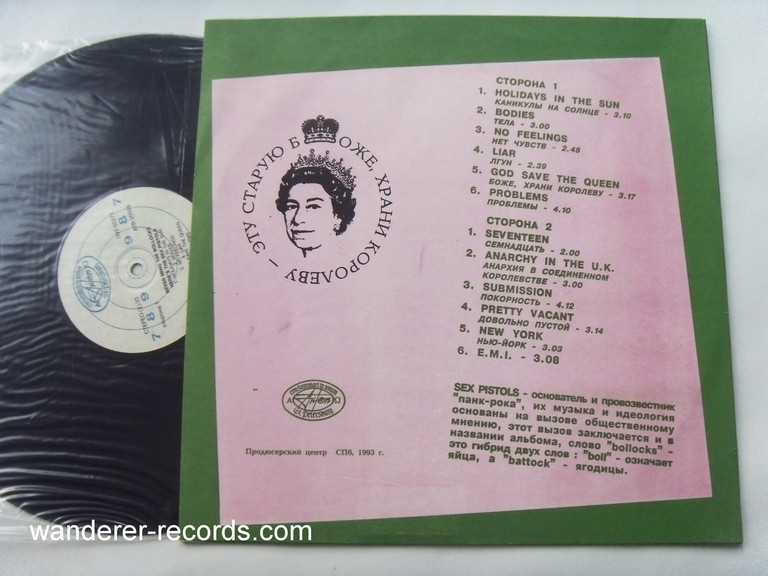 ЭТУ СТАРУЮ БОЖЕ, ХРАНИ КОРОЛЕВУ –
СТОРОНА 1
1. HOLIDAYS IN THE SUN
КАНИКУЛЫ НА СОЛНЦЕ - 3.10
2. BODIES
ТЕЛА - 3.00
3. NO FEELINGS
НЕТ ЧУВСТВ - 2.48
4. LIAR
ЛГУН - 2.39
5. GOD SAVE THE QUEEN
БОЖЕ, ХРАНИ КОРОЛЕВУ - 3.17
6. PROBLEMS
ПРОБЛЕМЫ - 4.10
СТОРОНА 2
1. SEVENTEEN
СЕМНАДЦАТЬ - 2.00
2. ANARCHY IN THE U.K.
АНАРХИЯ В СОЕДИНЕННОМ
КОРОЛЕВСТВЕ - 3.00
3. SUBMISSION
ПОКОРНОСТЬ - 4.12
4. PRETTY VACANT
ДОВОЛЬНО ПУСТОЙ - 3.14
5. NEW YORK
НЬЮ-ЙОРК - 3.03
6. E.M.I. - 3.08
SEX PISTOLS - основатель и провозвестник
"панк-рока", их музыка и идеология
основаны на вызове общественному
мнению, этот вызов заключается и в
названии альбома, слово "bollocks" -
это гибрид двух слов : "boll" - означает
яйца, а "battock" - ягодицы.
St. Petersburg
Продюсерский центр СПб, 1993 г.
7 8 9
wanderer-records.com